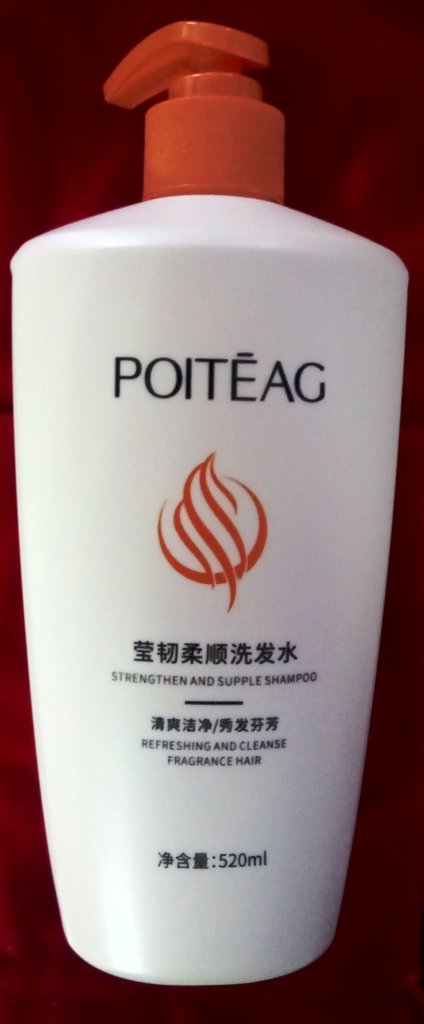 POITĒAG
莹韧柔顺洗发水
STRENGTHEN AND SUPPLE SHAMPOO
清爽洁净/秀发芬芳
REFRESHING AND CLEANSE
FRAGRANCE HAIR
净含量:520ml